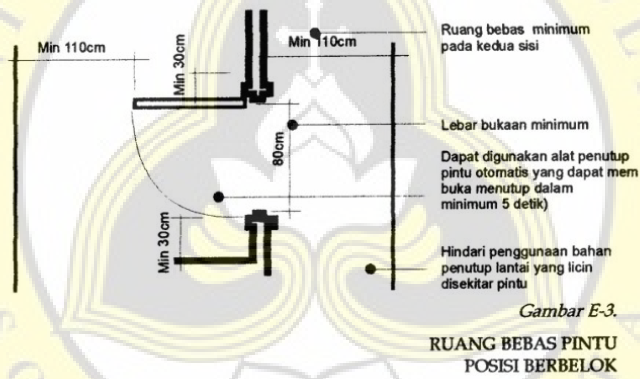 Min 110cm
Min 30cm
Min 110cm
Ruang bebas minimum
pada kedua sisi
80cm
Lebar bukaan minimum
Dapat digunakan alat penutup
pintu otomatis yang dapat mem
buka menutup dalam
minimum 5 detik)
Min 30cm
Hindari penggunaan bahan
penutup lantai yang licin
disekitar pintu
Gambar E-3.
RUANG BEBAS PINTU
POSISI BERBELOK